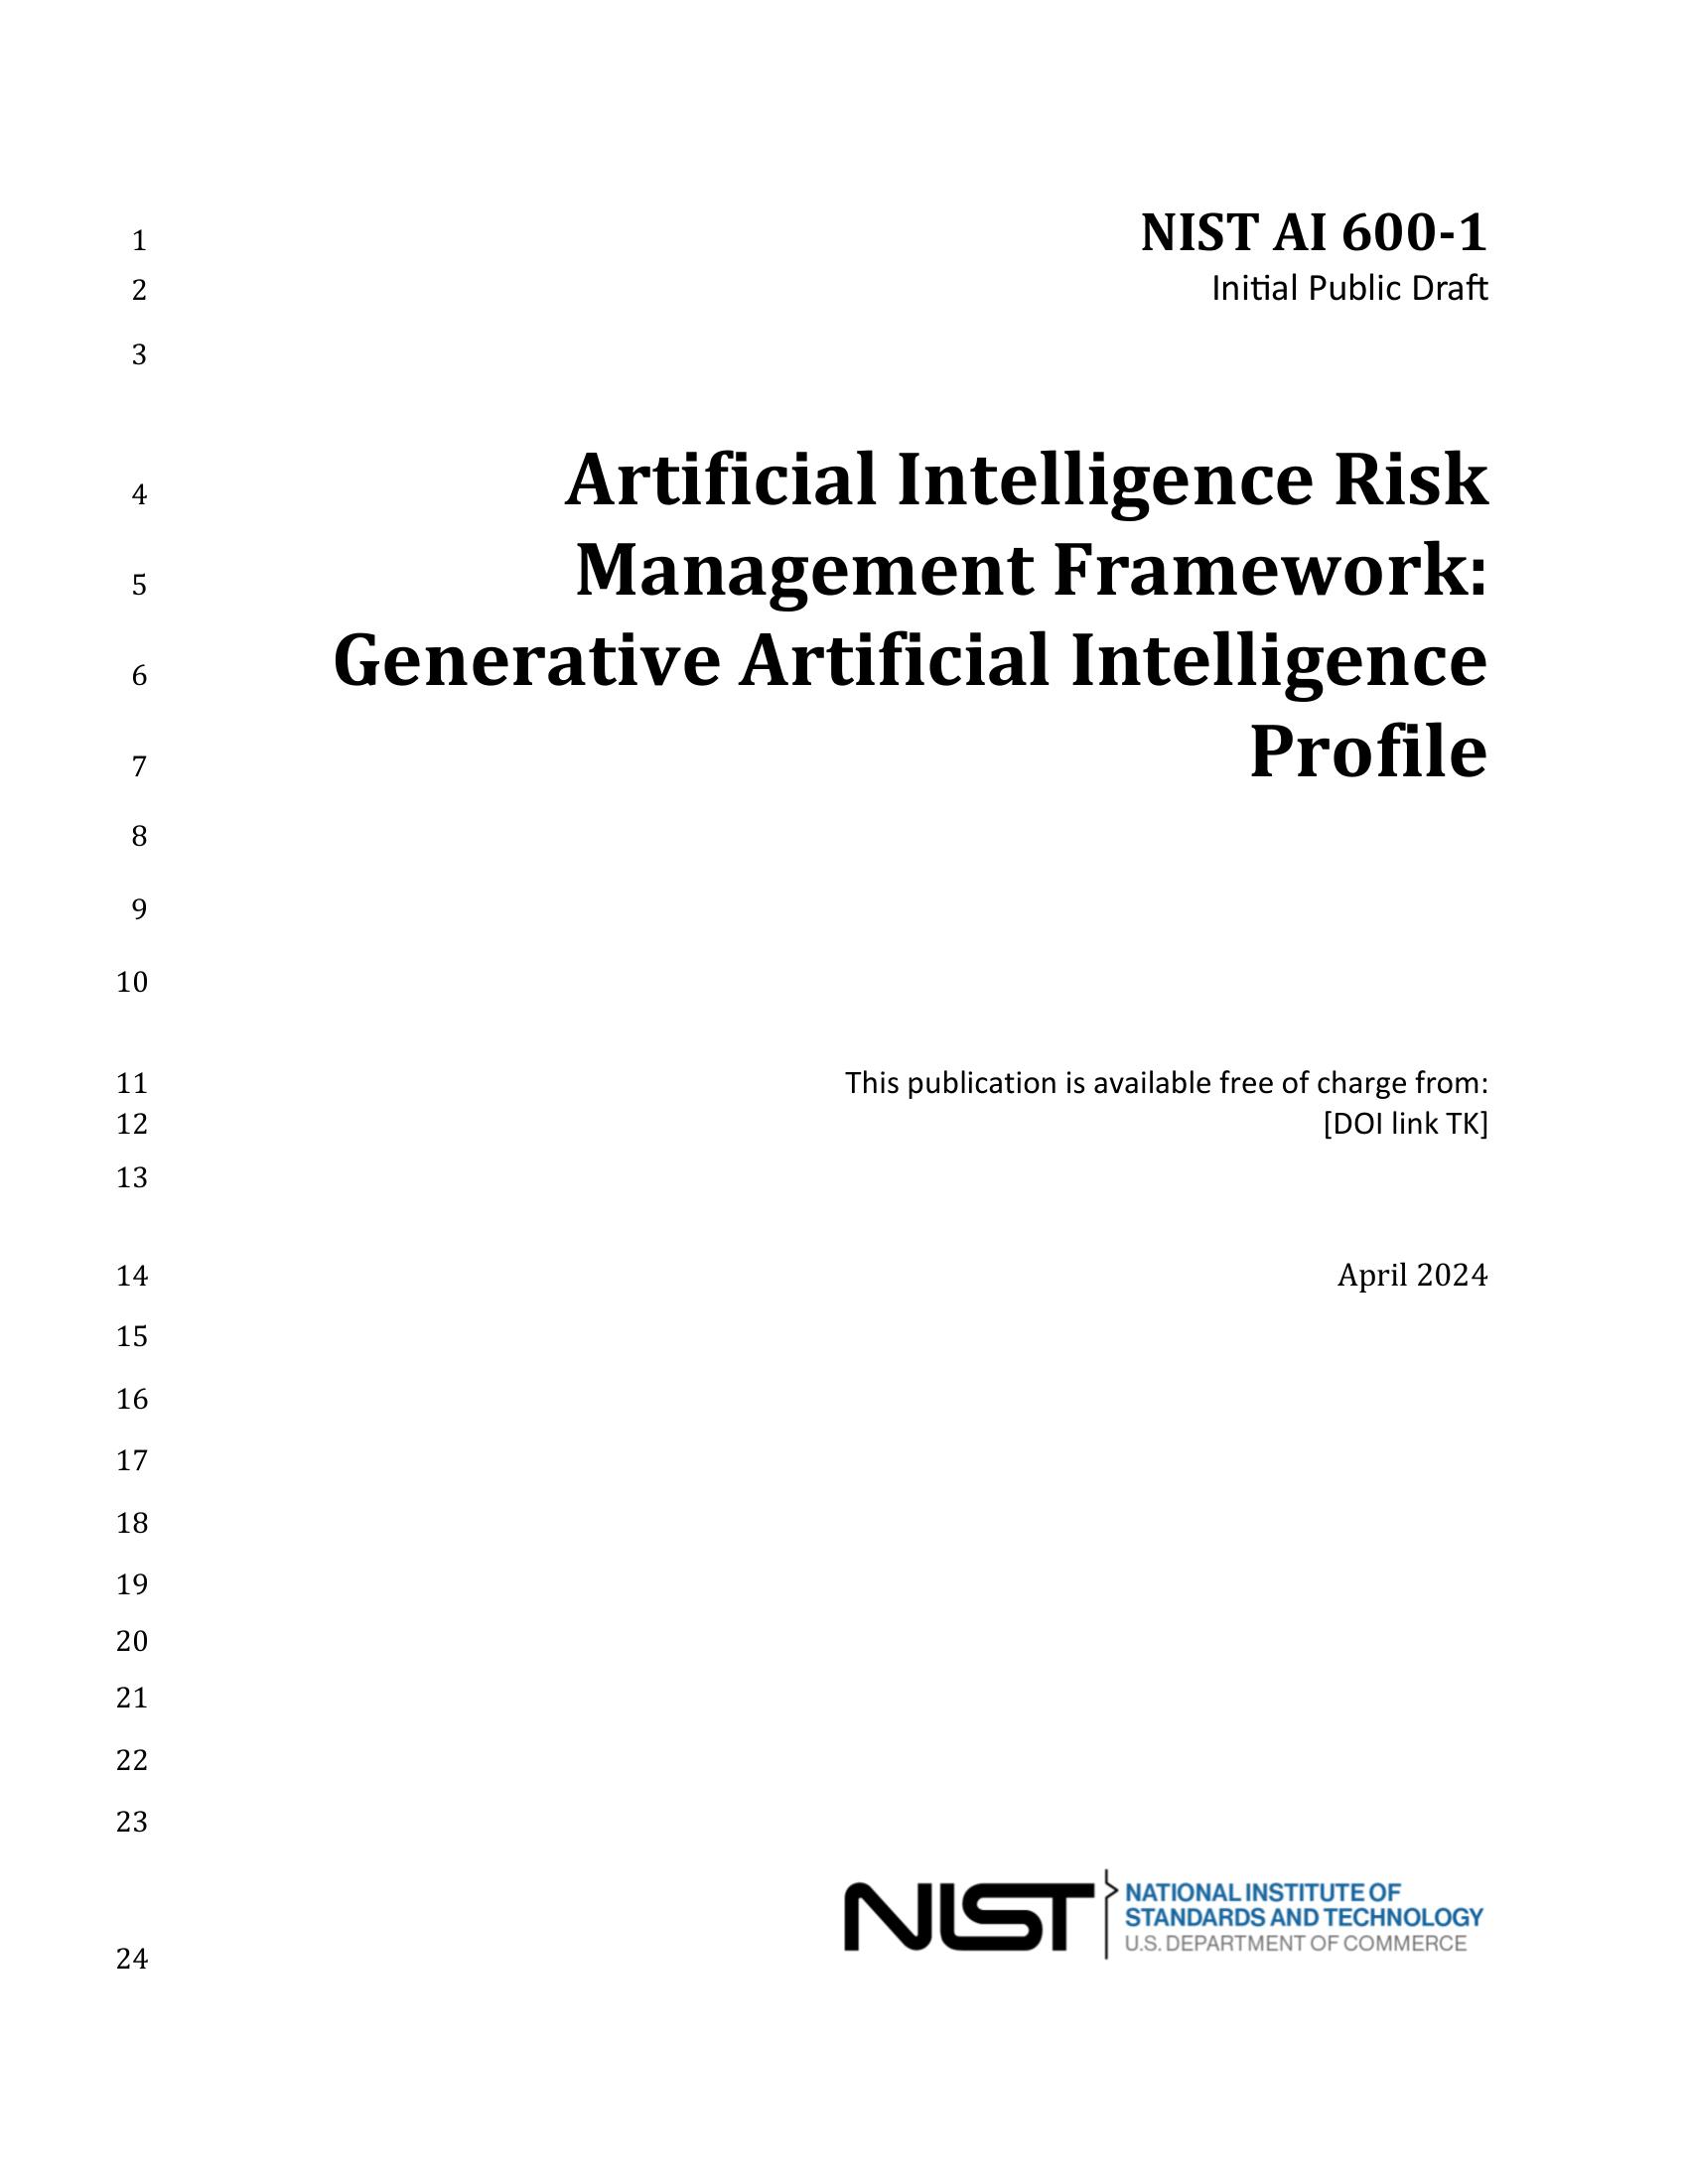 1 NIST AI 600-1
2 Initial Public Draft
3
4 Artificial Intelligence Risk
5 Management Framework:
6 Generative Artificial Intelligence
7 Profile
8
9
10
11 This publication is available free of charge from:
12 [DOI link TK]
13
14 April 2024
15
16
17
18
19
20
21
22
23
NIST NATIONAL INSTITUTE OF
STANDARDS AND TECHNOLOGY
U.S. DEPARTMENT OF COMMERCE
24